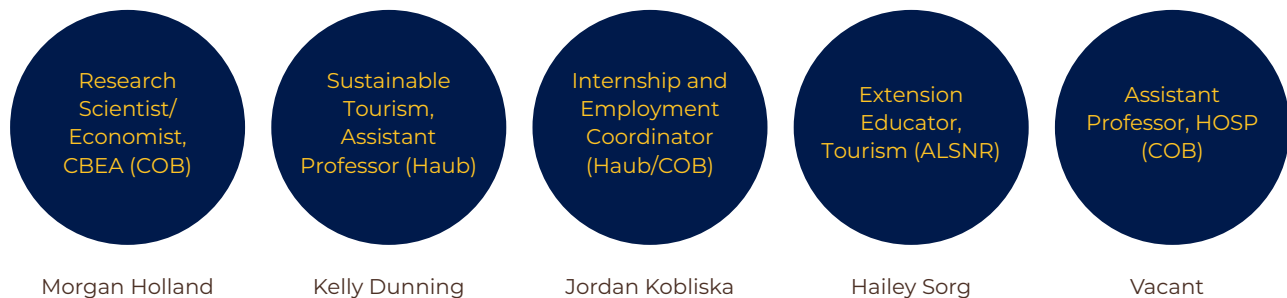 Research
Scientist/
Economist,
CBEA (COB)
Sustainable
Tourism,
Assistant
Professor (Haub)
Internship and
Employment
Coordinator
(Haub/COB)
Extension
Educator,
Tourism (ALSNR)
Assistant
Professor, HOSP
(COB)
Morgan Holland
Kelly Dunning
Jordan Kobliska
Hailey Sorg
Vacant